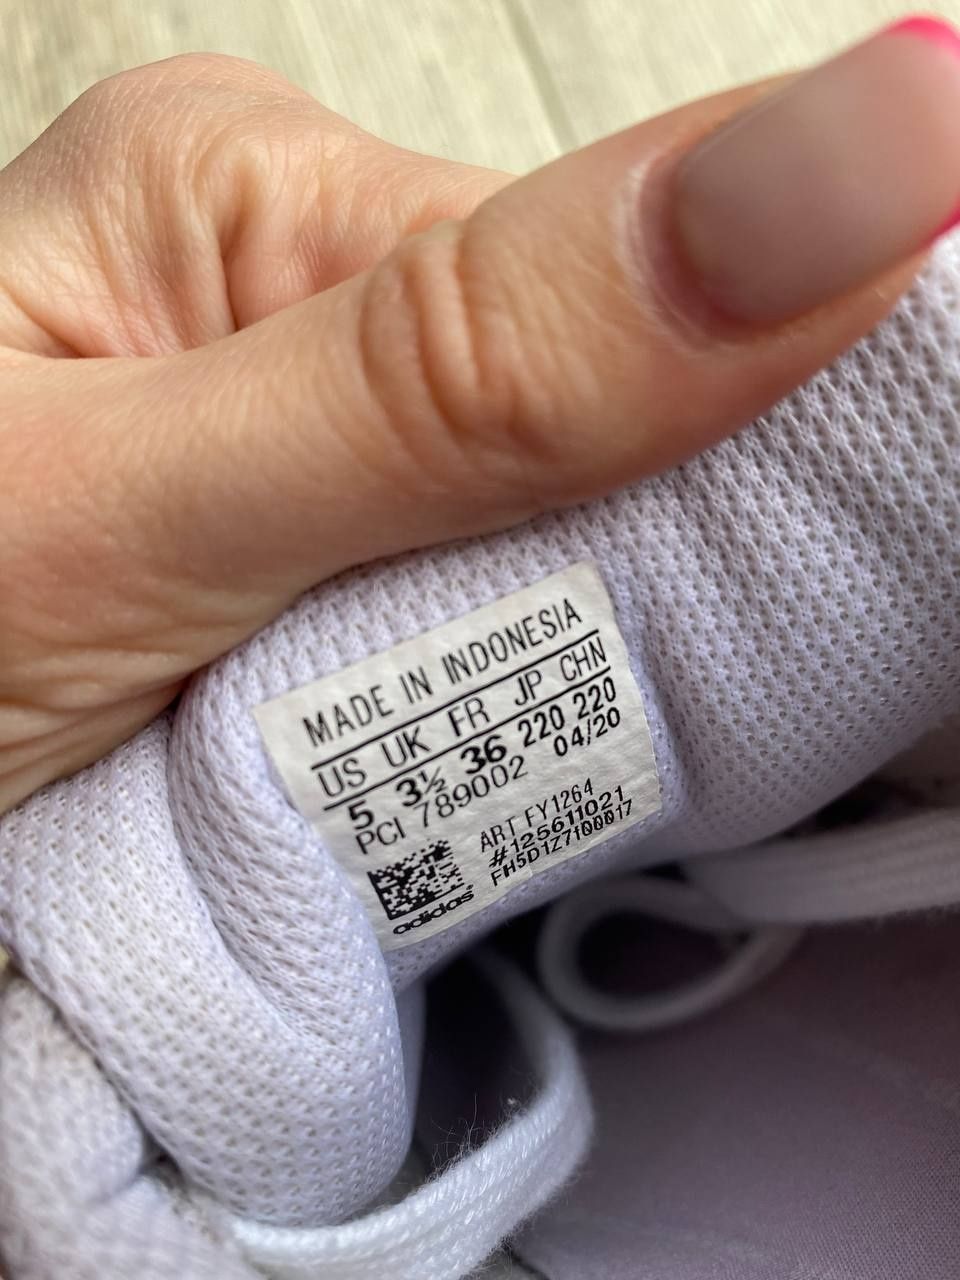 MADE IN INDONESIA
US UK FR JP CHN
5 3½ 36 220 220
PCI 789002 04/20
ART FY1264
#125611021
FH5D1Z7f00017
adidas